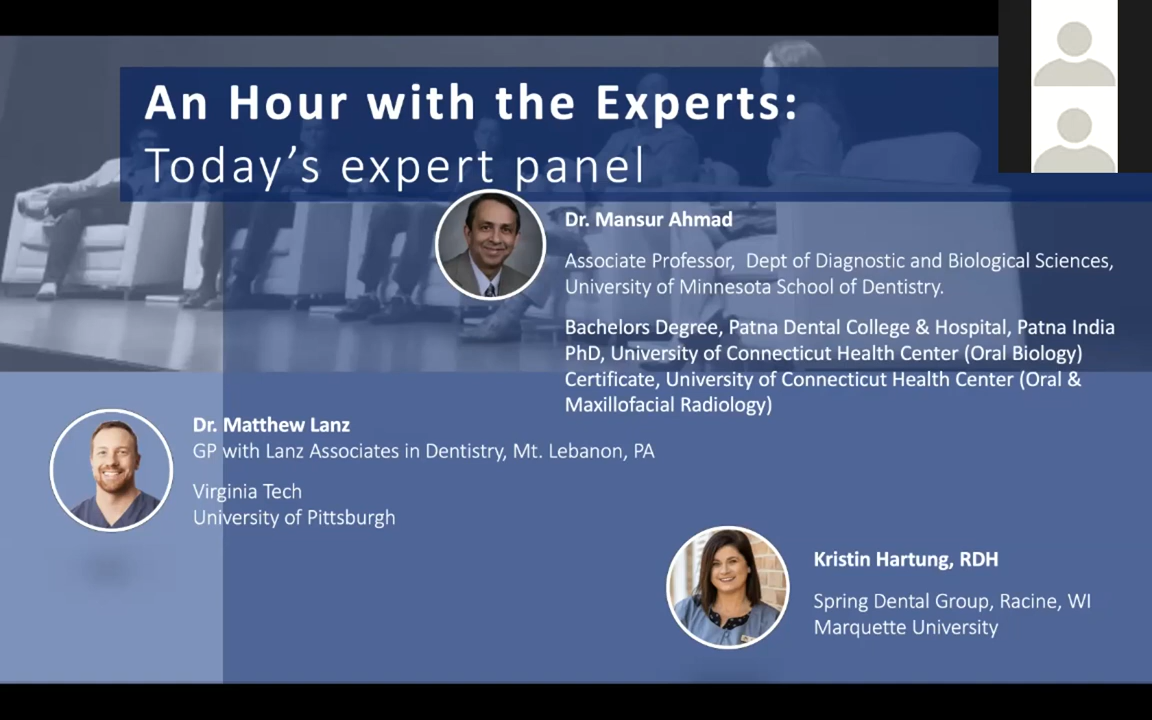 An Hour with the Experts:
Today's expert panel
Dr. Mansur Ahmad
Associate Professor,  Dept of Diagnostic and Biological Sciences,
University of Minnesota School of Dentistry.
Bachelors Degree, Patna Dental College & Hospital, Patna India
PhD, University of Connecticut Health Center (Oral Biology)
Certificate, University of Connecticut Health Center (Oral &
Maxillofacial Radiology)
Dr. Matthew Lanz
GP with Lanz Associates in Dentistry, Mt. Lebanon, PA
Virginia Tech
University of Pittsburgh
Kristin Hartung, RDH
Spring Dental Group, Racine, WI
Marquette University